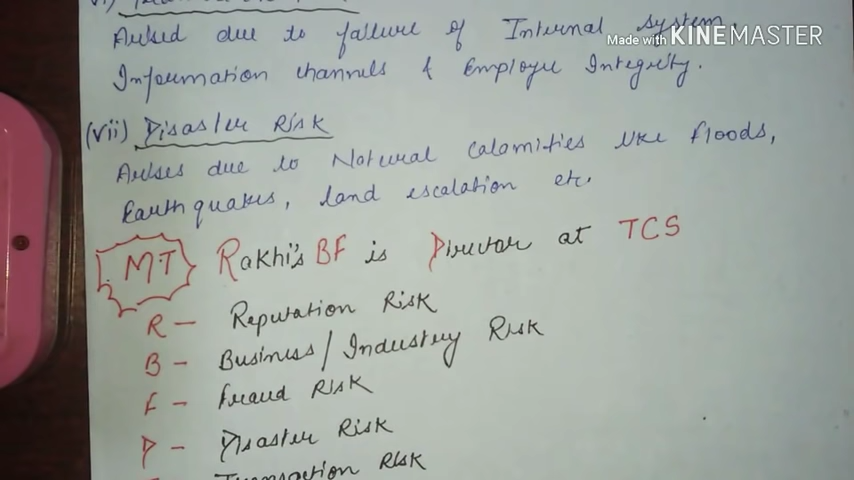 Arised due to failure of Internal system,
Information channels & Employee Integrity.
Made with KINEMASTER
(vii) Disaster Risk
Arises due to Natural calamities like floods,
Earthquakes, land escalation etc.
M.T Rakhi's BF is Director at TCS
R - Reputation Risk
B - Business/Industry Risk
F - Fraud Risk
D - Disaster Risk
Transaction Risk